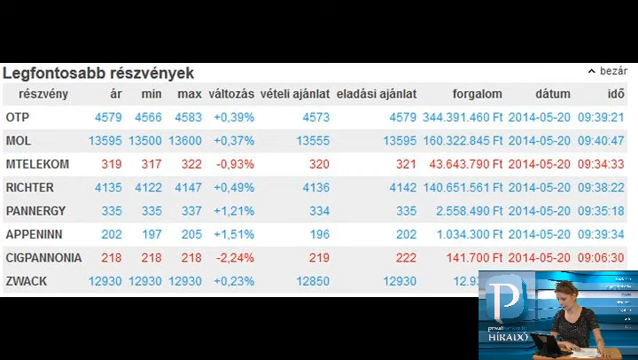 Legfontosabb részvények
bezár
részvény ár min max változás vételi ajánlat eladási ajánlat forgalom dátum idő
OTP 4579 4566 4583 +0,39% 4573 4579 344.391.460 Ft 2014-05-20 09:39:21
MOL 13595 13500 13600 +0,37% 13555 13595 160.322.845 Ft 2014-05-20 09:40:47
MTELEKOM 319 317 322 -0,93% 320 321 43.643.790 Ft 2014-05-20 09:34:33
RICHTER 4135 4122 4147 +0,49% 4136 4142 140.651.561 Ft 2014-05-20 09:38:22
PANNERGY 335 335 337 +1,21% 334 335 2.558.490 Ft 2014-05-20 09:35:18
APPENINN 202 197 205 +1,51% 196 202 1.034.300 Ft 2014-05-20 09:39:34
CIGPANNONIA 218 218 218 -2,24% 219 222 141.700 Ft 2014-05-20 09:06:30
ZWACK 12930 12930 12930 +0,23% 12850 12930
P
HÍRADÓ